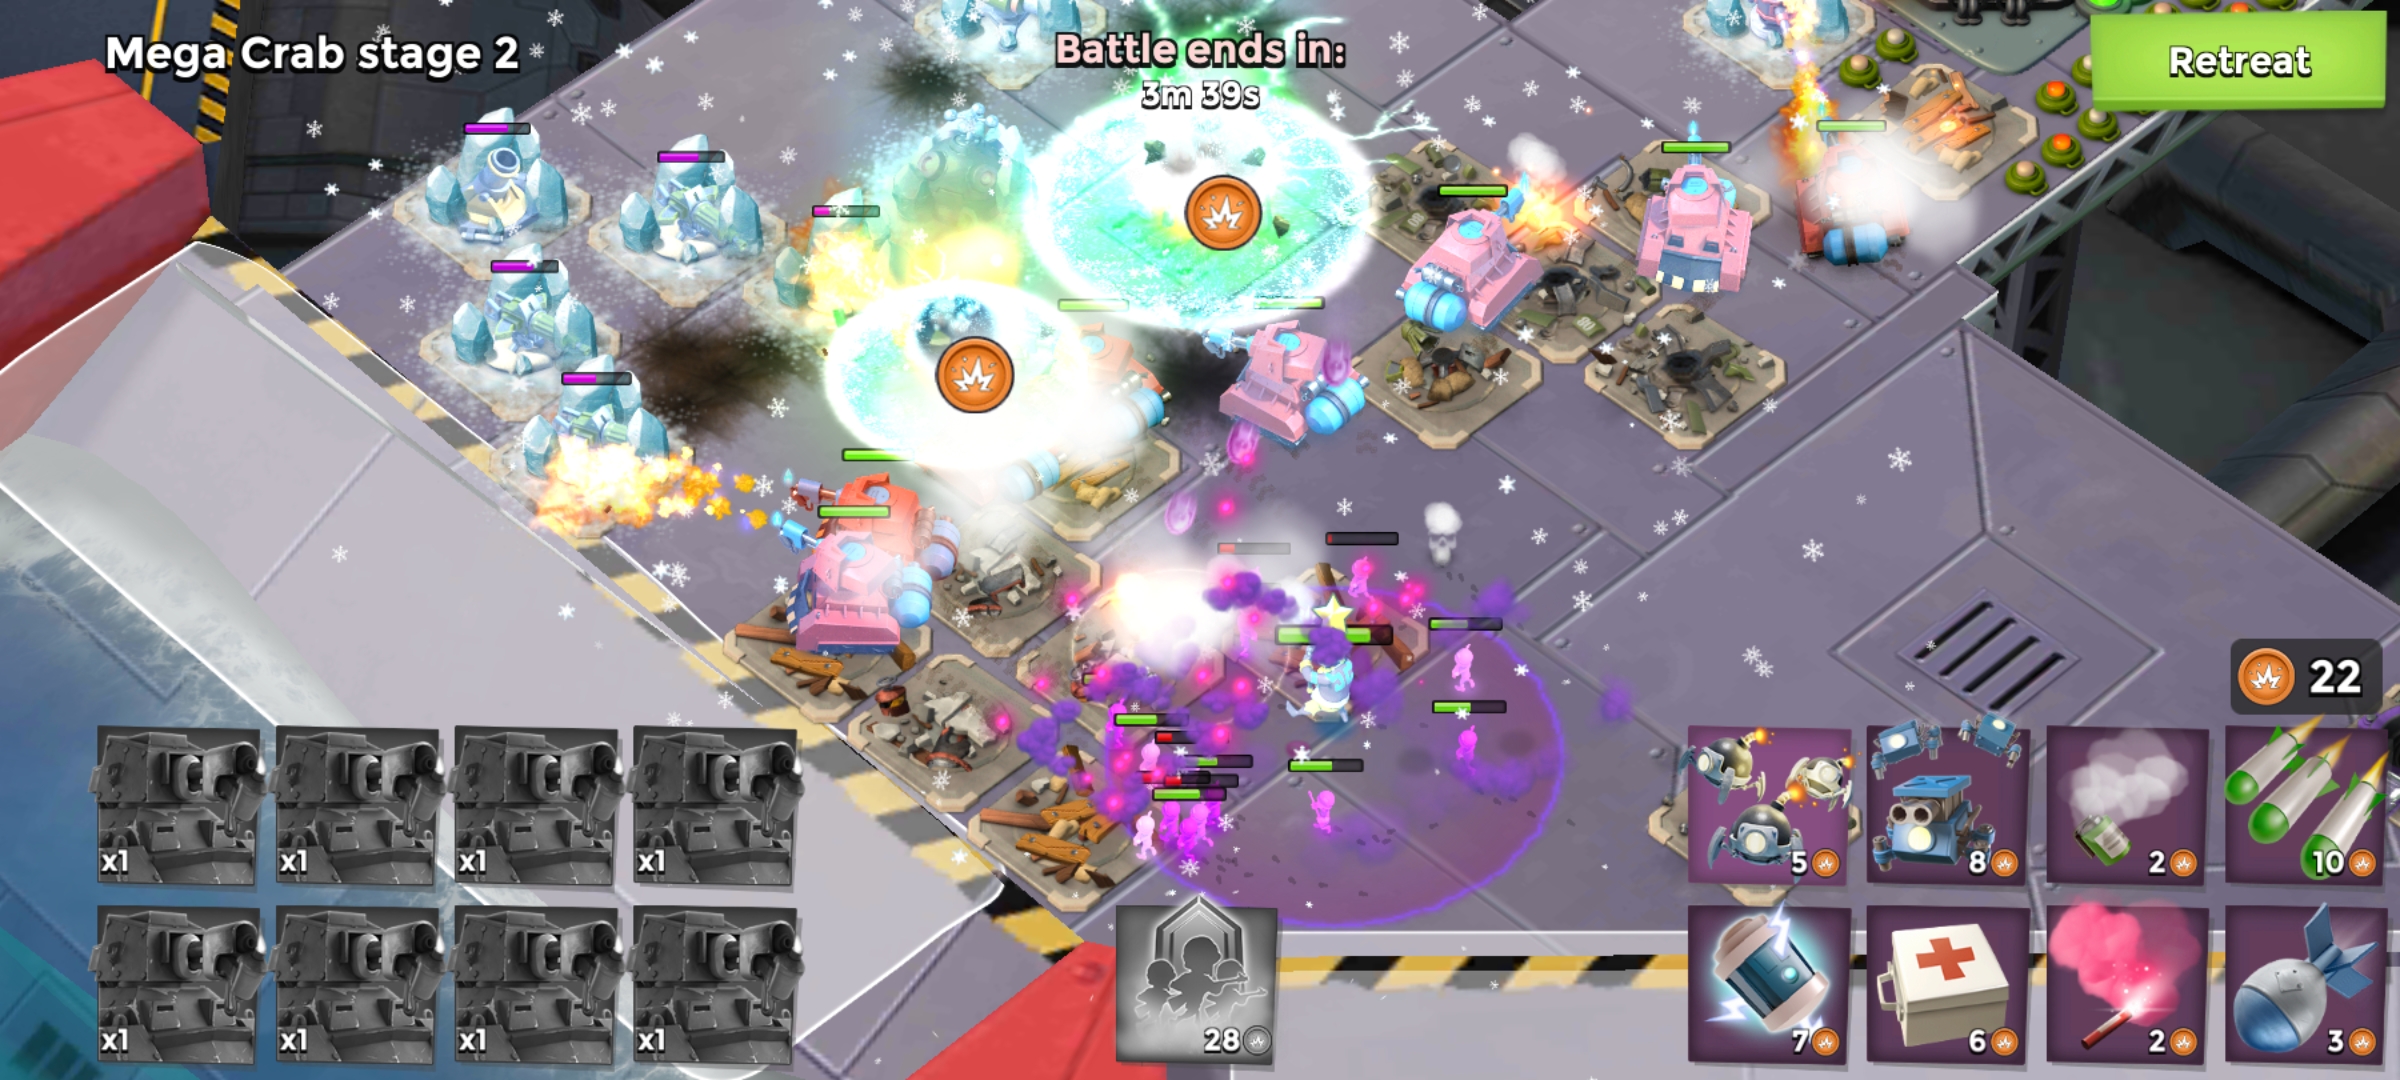 Mega Crab stage 2
Battle ends in:
3m 39s
Retreat
22
x1 x1 x1 x1
5 8 2 10
x1 x1 x1 x1
28
7 6 2 3